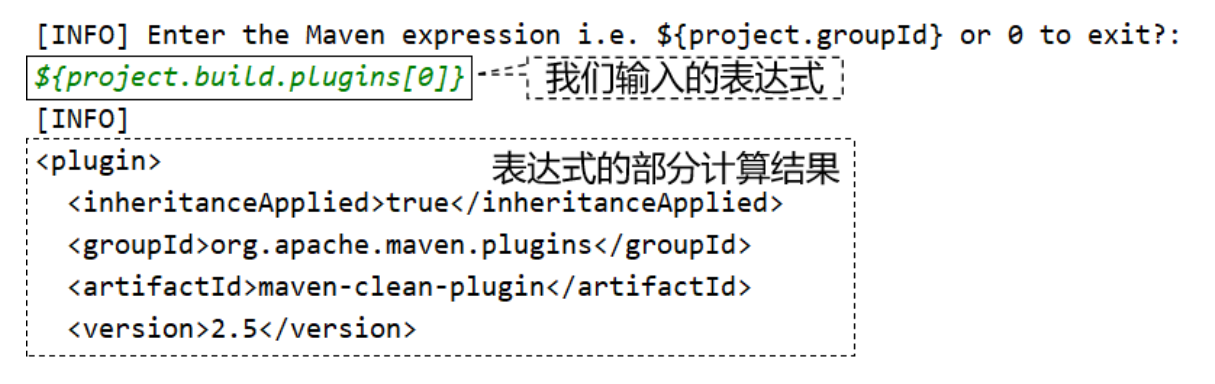 [INFO] Enter the Maven expression i.e. ${project.groupId} or 0 to exit?:
${project.build.plugins[0]} 我们输入的表达式
[INFO]
<plugin> 表达式的部分计算结果
<inheritanceApplied>true</inheritanceApplied>
<groupId>org.apache.maven.plugins</groupId>
<artifactId>maven-clean-plugin</artifactId>
<version>2.5</version>